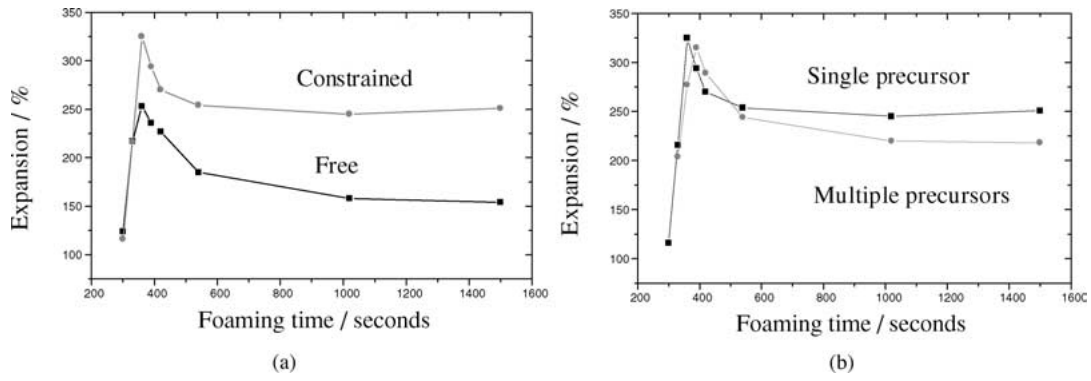 350
300
250
200
150
100
Expansion / %
Constrained
Free
200 400 600 800 1000 1200 1400 1600
Foaming time / seconds
(a)
350
300
250
200
150
100
Expansion / %
Single precursor
Multiple precursors
200 400 600 800 1000 1200 1400 1600
Foaming time / seconds
(b)